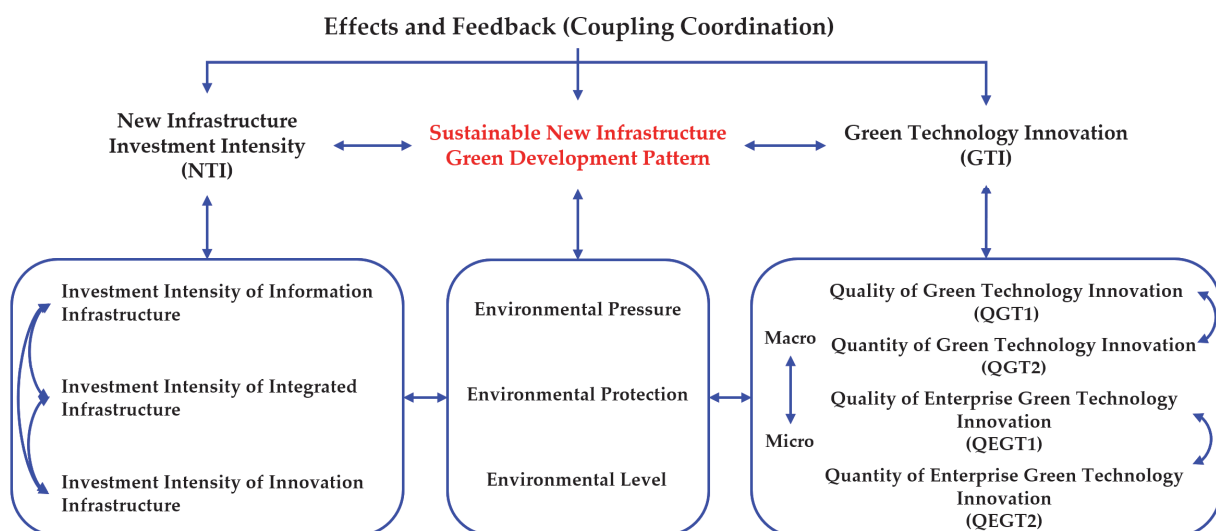 Effects and Feedback (Coupling Coordination)
New Infrastructure
Investment Intensity
(NTI)
Sustainable New Infrastructure
Green Development Pattern
Green Technology Innovation
(GTI)
Investment Intensity of Information
Infrastructure
Investment Intensity of Integrated
Infrastructure
Investment Intensity of Innovation
Infrastructure
Environmental Pressure
Environmental Protection
Environmental Level
Macro
Micro
Quality of Green Technology Innovation
(QGT1)
Quantity of Green Technology Innovation
(QGT2)
Quality of Enterprise Green Technology
Innovation
(QEGT1)
Quantity of Enterprise Green Technology
Innovation
(QEGT2)